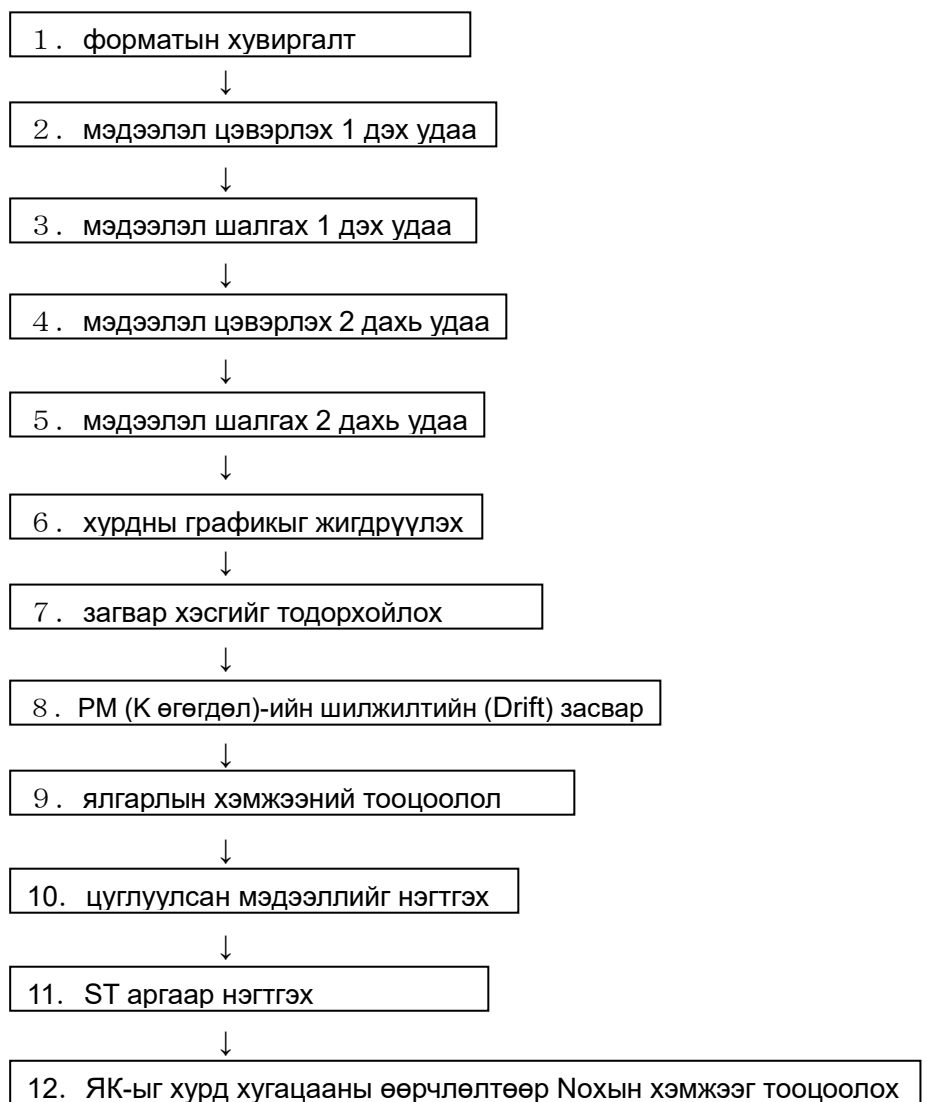 １．форматын хувиргалт
↓
２．мэдээлэл цэвэрлэх 1 дэх удаа
↓
３．мэдээлэл шалгах 1 дэх удаа
↓
４．мэдээлэл цэвэрлэх 2 дахь удаа
↓
５．мэдээлэл шалгах 2 дахь удаа
↓
６．хурдны графикыг жигдрүүлэх
↓
７．загвар хэсгийг тодорхойлох
↓
８．PM (K өгөгдөл)-ийн шилжилтийн (Drift) засвар
↓
９．ялгарлын хэмжээний тооцоолол
↓
10．цуглуулсан мэдээллийг нэгтгэх
↓
11．ST аргаар нэгтгэх
↓
12．ЯК-ыг хурд хугацааны өөрчлөлтөөр Noxын хэмжээг тооцоолох